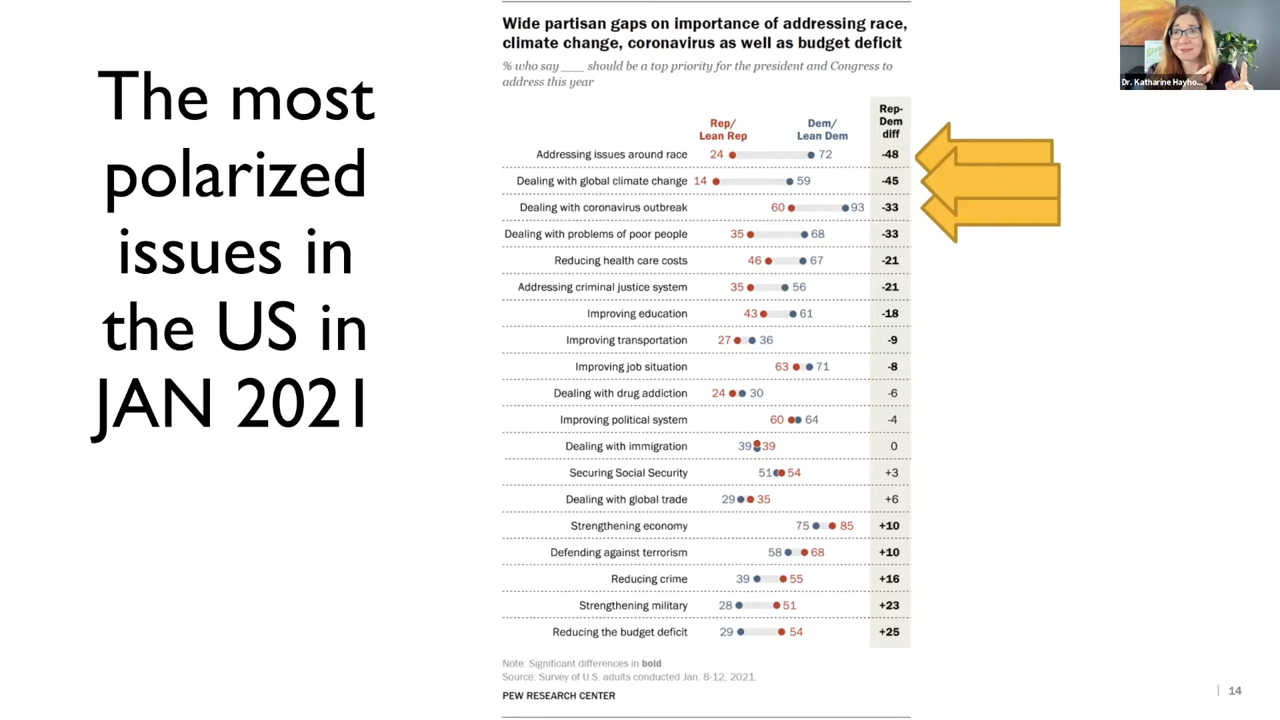 The most
polarized
issues in
the US in
JAN 2021
Wide partisan gaps on importance of addressing race,
climate change, coronavirus as well as budget deficit
% who say ___ should be a top priority for the president and Congress to
address this year
Rep/
Lean Rep
Dem/
Lean Dem
Rep-
Dem
diff
Addressing issues around race 24 72 -48
Dealing with global climate change 14 59 -45
Dealing with coronavirus outbreak 60 93 -33
Dealing with problems of poor people 35 68 -33
Reducing health care costs 46 67 -21
Addressing criminal justice system 35 56 -21
Improving education 43 61 -18
Improving transportation 27 36 -9
Improving job situation 63 71 -8
Dealing with drug addiction 24 30 -6
Improving political system 60 64 -4
Dealing with immigration 39 39 0
Securing Social Security 51 54 +3
Dealing with global trade 29 35 +6
Strengthening economy 75 85 +10
Defending against terrorism 58 68 +10
Reducing crime 39 55 +16
Strengthening military 28 51 +23
Reducing the budget deficit 29 54 +25
Note: Significant differences in bold.
Source: Survey of U.S. adults conducted Jan. 8-12, 2021.
PEW RESEARCH CENTER
Dr. Katharine Hayho...
14